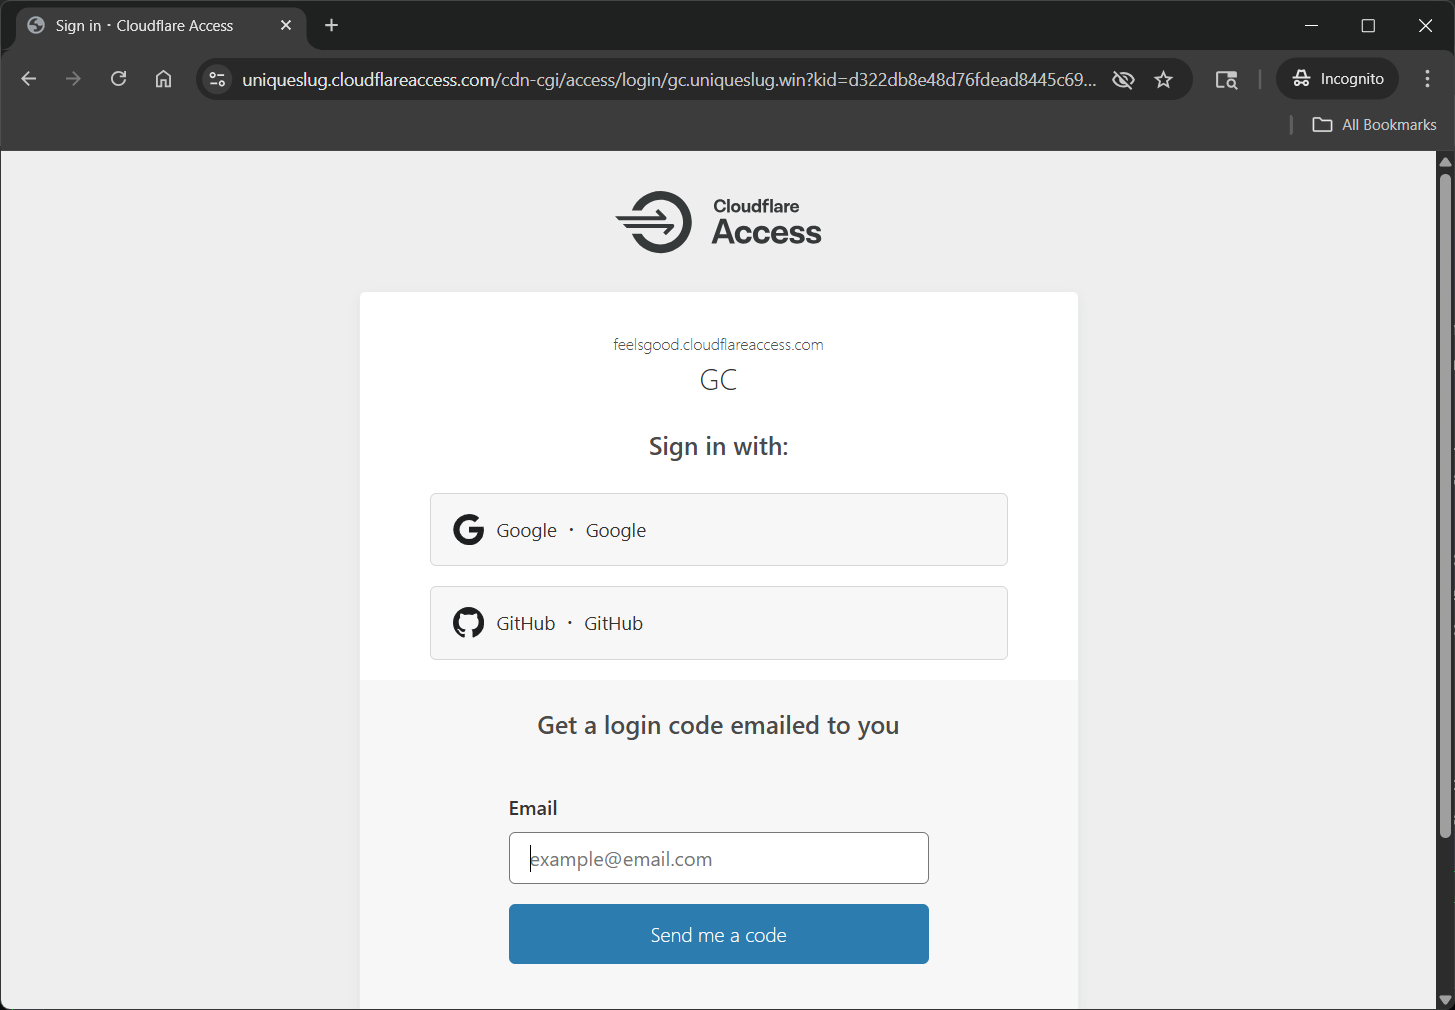 Sign in · Cloudflare Access
uniqueslug.cloudflareaccess.com/cdn-cgi/access/login/gc.uniqueslug.win?kid=d322db8e48d76fdead8445c69...
Incognito
All Bookmarks
Cloudflare
Access
feelsgood.cloudflareaccess.com
GC
Sign in with:
Google · Google
GitHub · GitHub
Get a login code emailed to you
Email
example@email.com
Send me a code